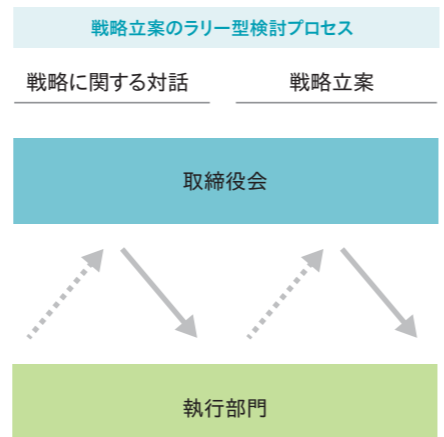 戦略立案のラリー型検討プロセス
戦略に関する対話
戦略立案
取締役会
執行部門